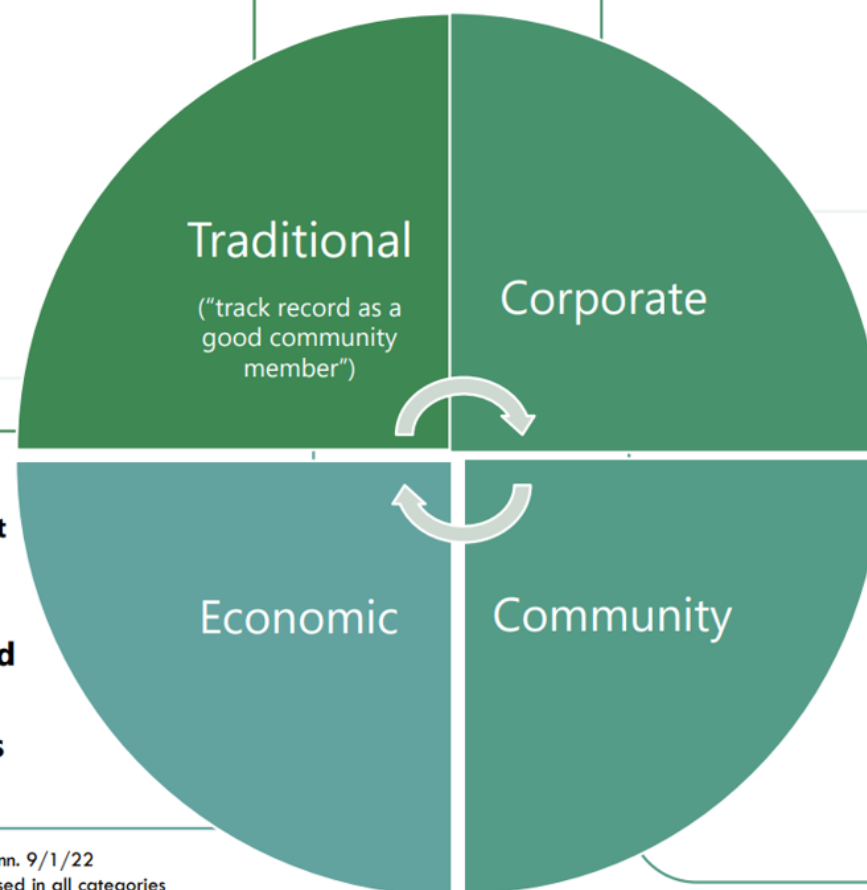 Traditional
(“track record as a
good community
member”)
Corporate
t
d
s
Economic
Community
nn. 9/1/22
sed in all categories